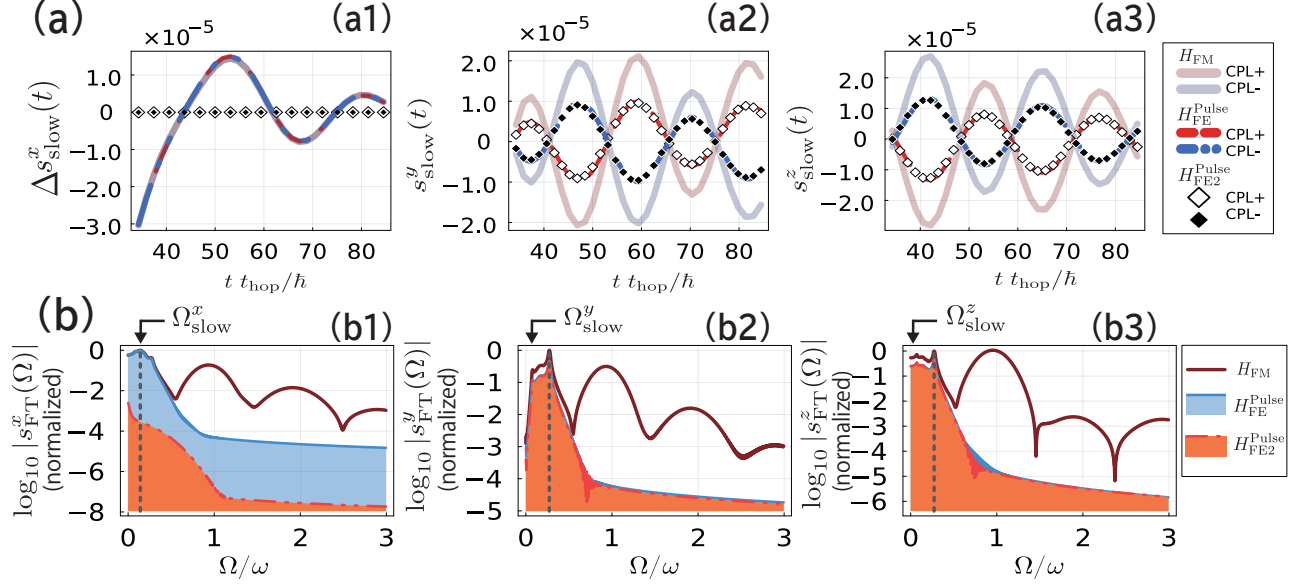 (a)
×10⁻⁵ (a1)
Δs^x_slow(t)
1.0
0
−1.0
−2.0
−3.0
40 50 60 70 80
t t_hop/ħ
×10⁻⁵ (a2)
s^y_slow(t)
2.0
1.0
0
−1.0
−2.0
40 50 60 70 80
t t_hop/ħ
×10⁻⁵ (a3)
s^z_slow(t)
2.0
1.0
0
−1.0
−2.0
40 50 60 70 80
t t_hop/ħ
H_FM
CPL+
CPL-
H^Pulse_FE
CPL+
CPL-
H^Pulse_FE2
CPL+
CPL-
(b)
Ω^x_slow (b1)
log₁₀ |s^x_FT(Ω)|
(normalized)
0
−2
−4
−6
−8
0 1 2 3
Ω/ω
Ω^y_slow (b2)
log₁₀ |s^y_FT(Ω)|
(normalized)
0
−1
−2
−3
−4
−5
0 1 2 3
Ω/ω
Ω^z_slow (b3)
log₁₀ |s^z_FT(Ω)|
(normalized)
0
−1
−2
−3
−4
−5
−6
0 1 2 3
Ω/ω
H_FM
H^Pulse_FE
H^Pulse_FE2